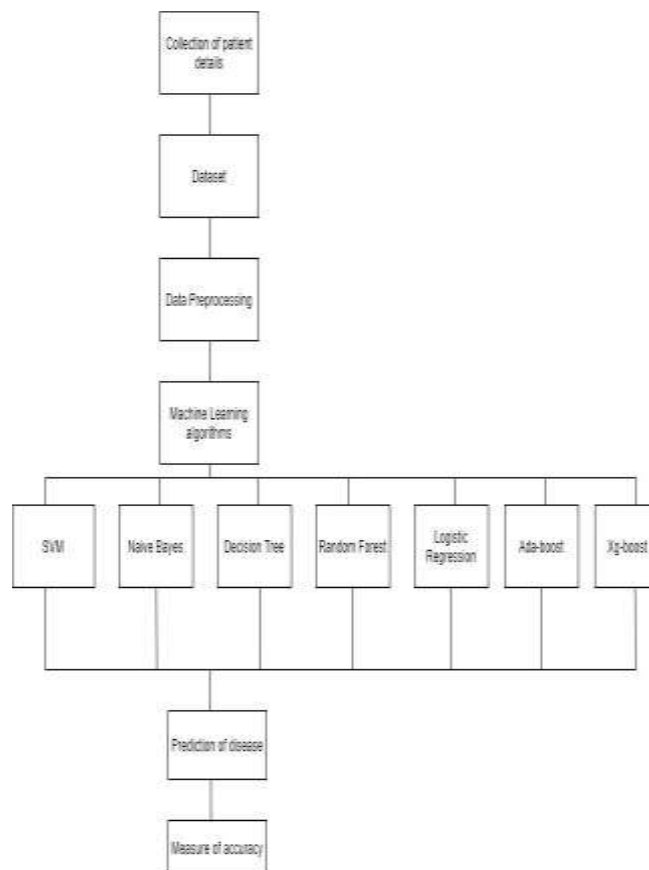 Collection of patient
details
Dataset
Data Preprocessing
Machine Learning
algorithms
SVM
Naive Bayes
Decision Tree
Random Forest
Logistic
Regression
Ada-boost
Xg-boost
Prediction of disease
Measure of accuracy